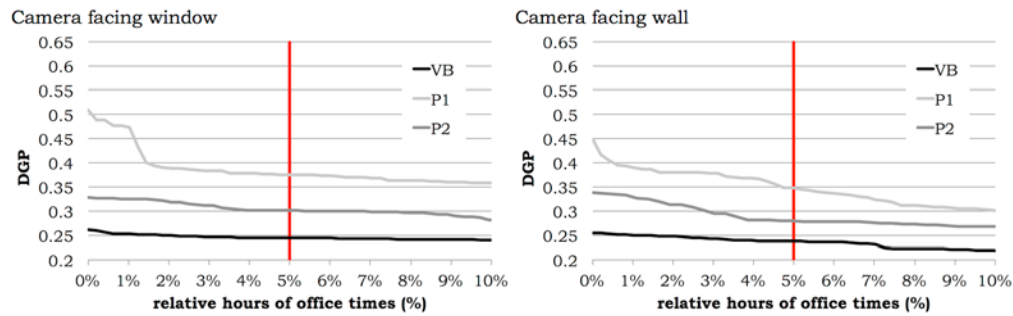 Camera facing window
0.65
0.6
0.55
0.5
0.45
0.4
0.35
0.3
0.25
0.2
DGP
VB
P1
P2
0% 1% 2% 3% 4% 5% 6% 7% 8% 9% 10%
relative hours of office times (%)
Camera facing wall
0.65
0.6
0.55
0.5
0.45
0.4
0.35
0.3
0.25
0.2
DGP
VB
P1
P2
0% 1% 2% 3% 4% 5% 6% 7% 8% 9% 10%
relative hours of office times (%)